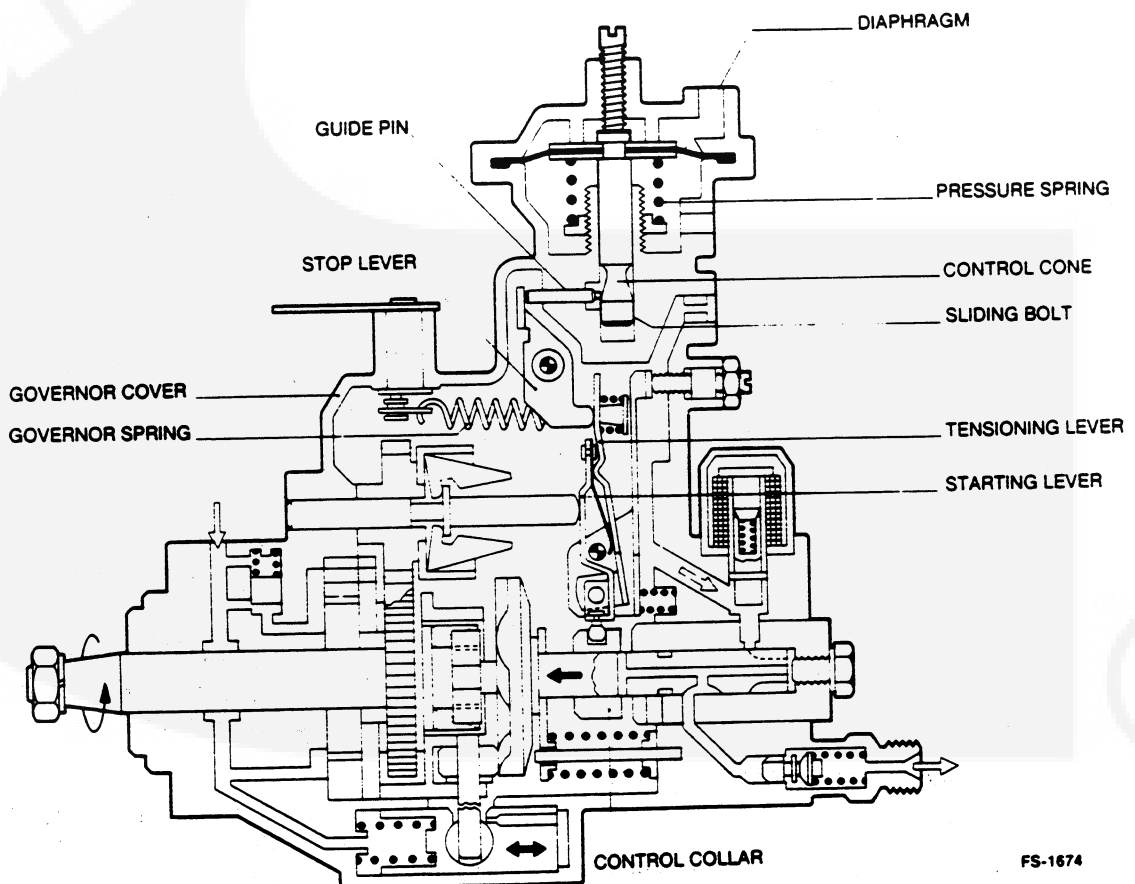 DIAPHRAGM
GUIDE PIN
PRESSURE SPRING
STOP LEVER
CONTROL CONE
SLIDING BOLT
GOVERNOR COVER
GOVERNOR SPRING
TENSIONING LEVER
STARTING LEVER
CONTROL COLLAR
FS-1674